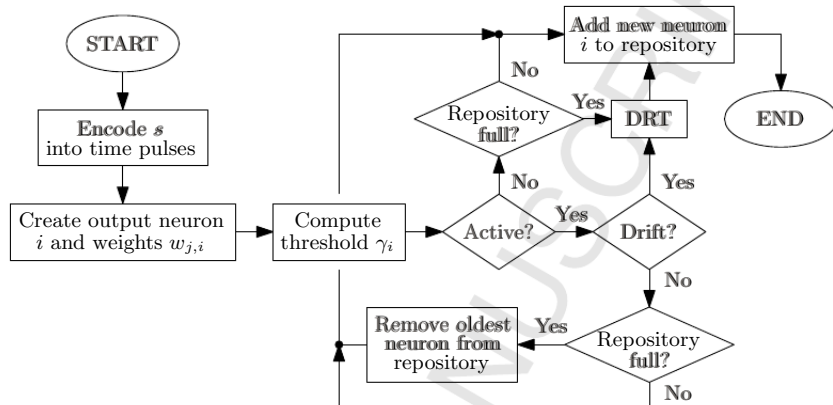 START
Add new neuron
i to repository
No
Encode s
into time pulses
Repository
full?
Yes
DRT
END
No
Yes
Create output neuron
i and weights w_{j,i}
Compute
threshold γ_i
Active?
Yes
Drift?
No
Remove oldest
neuron from
repository
Yes
Repository
full?
No
NUSCRI